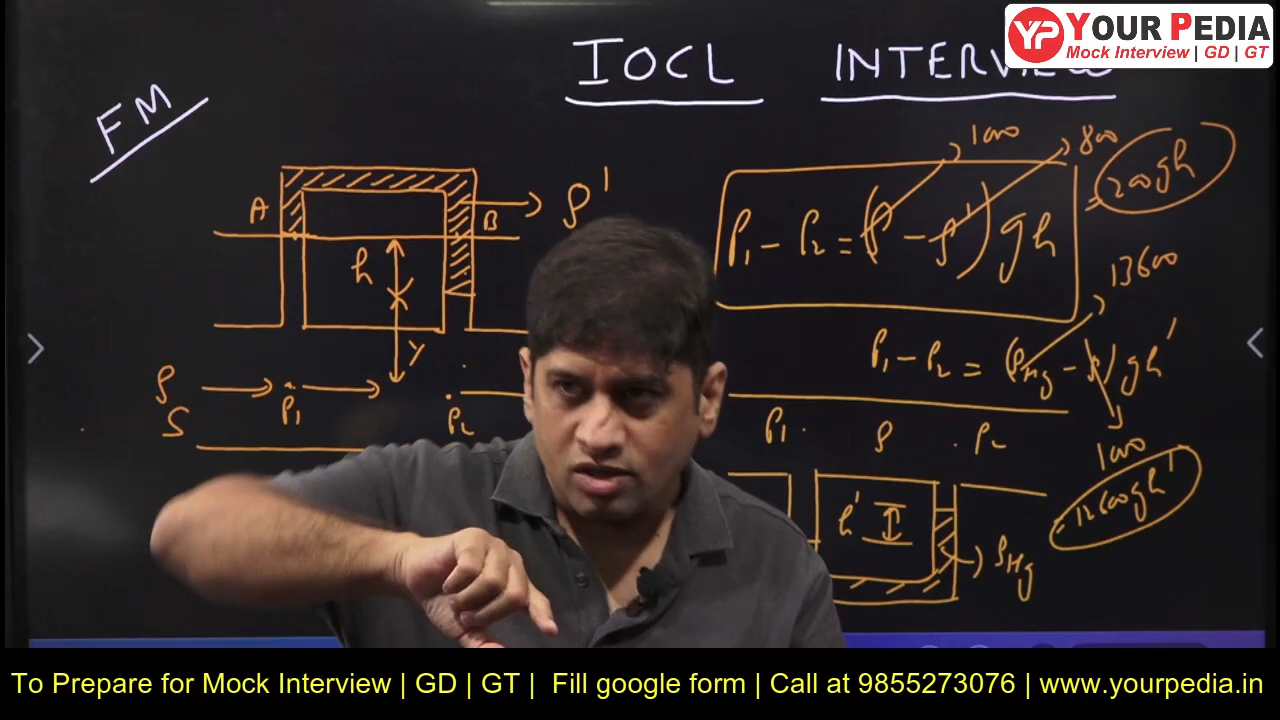 YP YOUR PEDIA
Mock Interview | GD | GT
IOCL INTERVIEW
FM
A
B
ρ'
h
y
ρ
S
P₁
P₂
P₁ - P₂ = (ρ - ρ') gh
1000
800
= 200gh
13600
P₁ - P₂ = (ρHg - ρ) gh'
1000
= 12600gh'
P₁ . ρ . P₂
h'
ρHg
To Prepare for Mock Interview | GD | GT | Fill google form | Call at 9855273076 | www.yourpedia.in